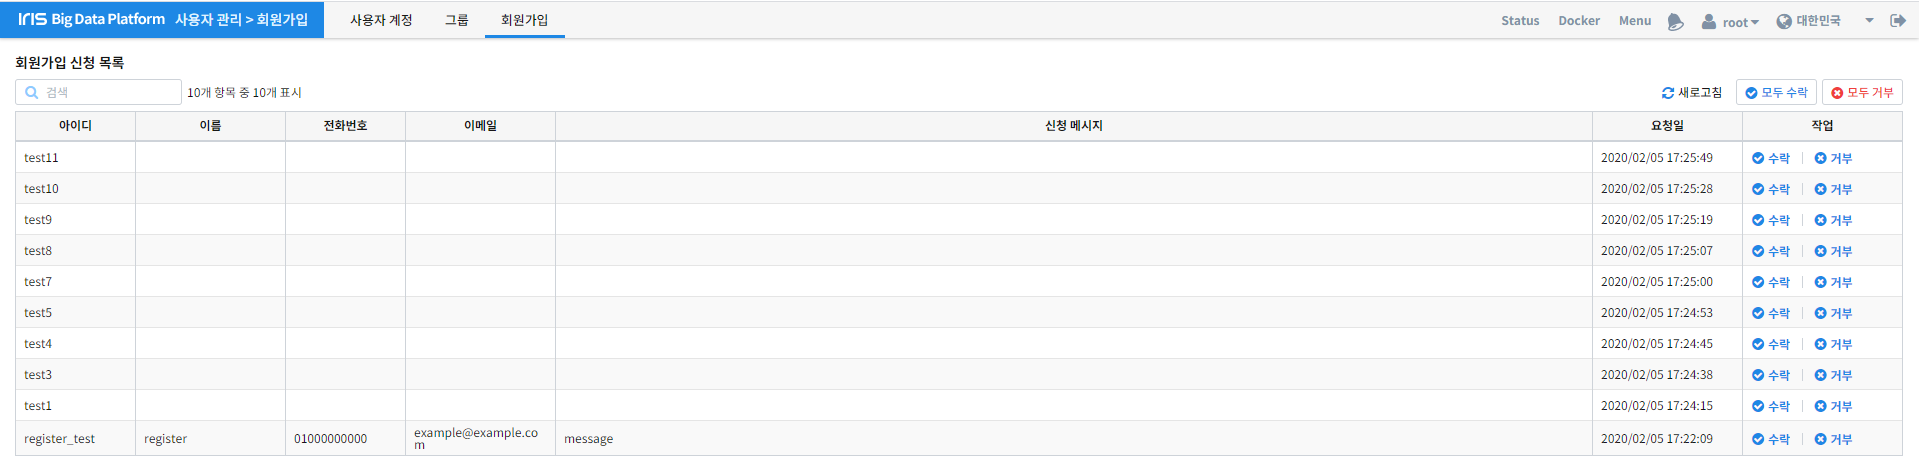 IRIS Big Data Platform 사용자 관리 > 회원가입 사용자 계정 그룹 회원가입 Status Docker Menu root 대한민국
회원가입 신청 목록
검색 10개 항목 중 10개 표시 새로고침 모두 수락 모두 거부
아이디 이름 전화번호 이메일 신청 메시지 요청일 작업
test11 2020/02/05 17:25:49 수락 거부
test10 2020/02/05 17:25:28 수락 거부
test9 2020/02/05 17:25:19 수락 거부
test8 2020/02/05 17:25:07 수락 거부
test7 2020/02/05 17:25:00 수락 거부
test5 2020/02/05 17:24:53 수락 거부
test4 2020/02/05 17:24:45 수락 거부
test3 2020/02/05 17:24:38 수락 거부
test1 2020/02/05 17:24:15 수락 거부
register_test register 01000000000 example@example.co
m message 2020/02/05 17:22:09 수락 거부